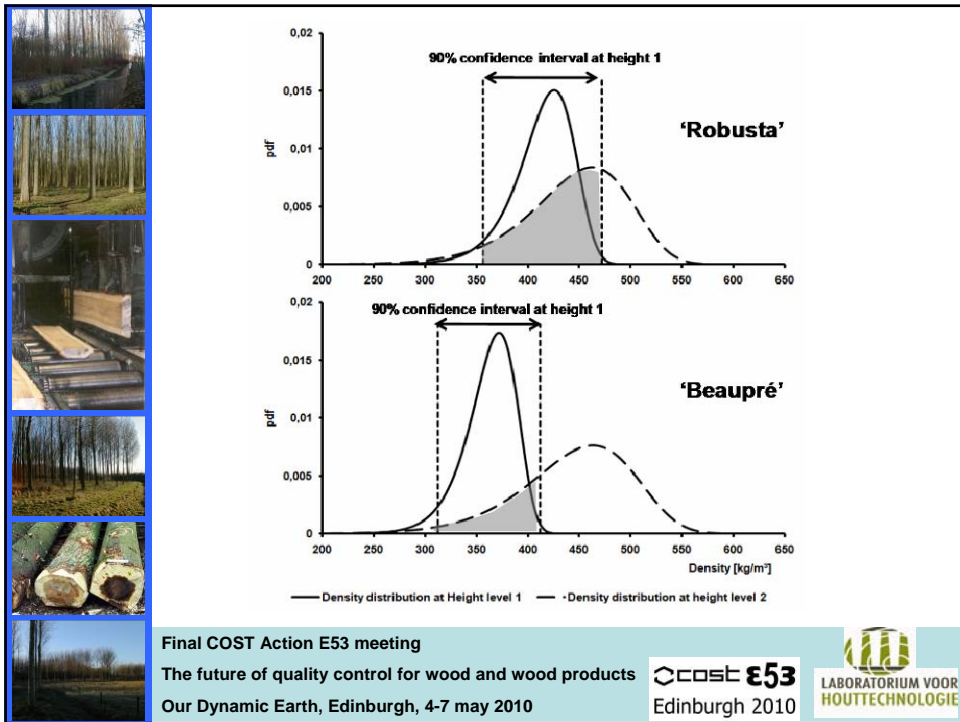 0,02
90% confidence interval at height 1
0,015
'Robusta'
pdf
0,01
0,005
0
200 250 300 350 400 450 500 550 600 650
0,02
90% confidence interval at height 1
0,015
'Beaupré'
pdf
0,01
0,005
0
200 250 300 350 400 450 500 550 600 650
Density [kg/m³]
Density distribution at Height level 1 Density distribution at height level 2
Final COST Action E53 meeting
The future of quality control for wood and wood products
Our Dynamic Earth, Edinburgh, 4-7 may 2010
cost E53
Edinburgh 2010
LABORATORIUM VOOR
HOUTTECHNOLOGIE